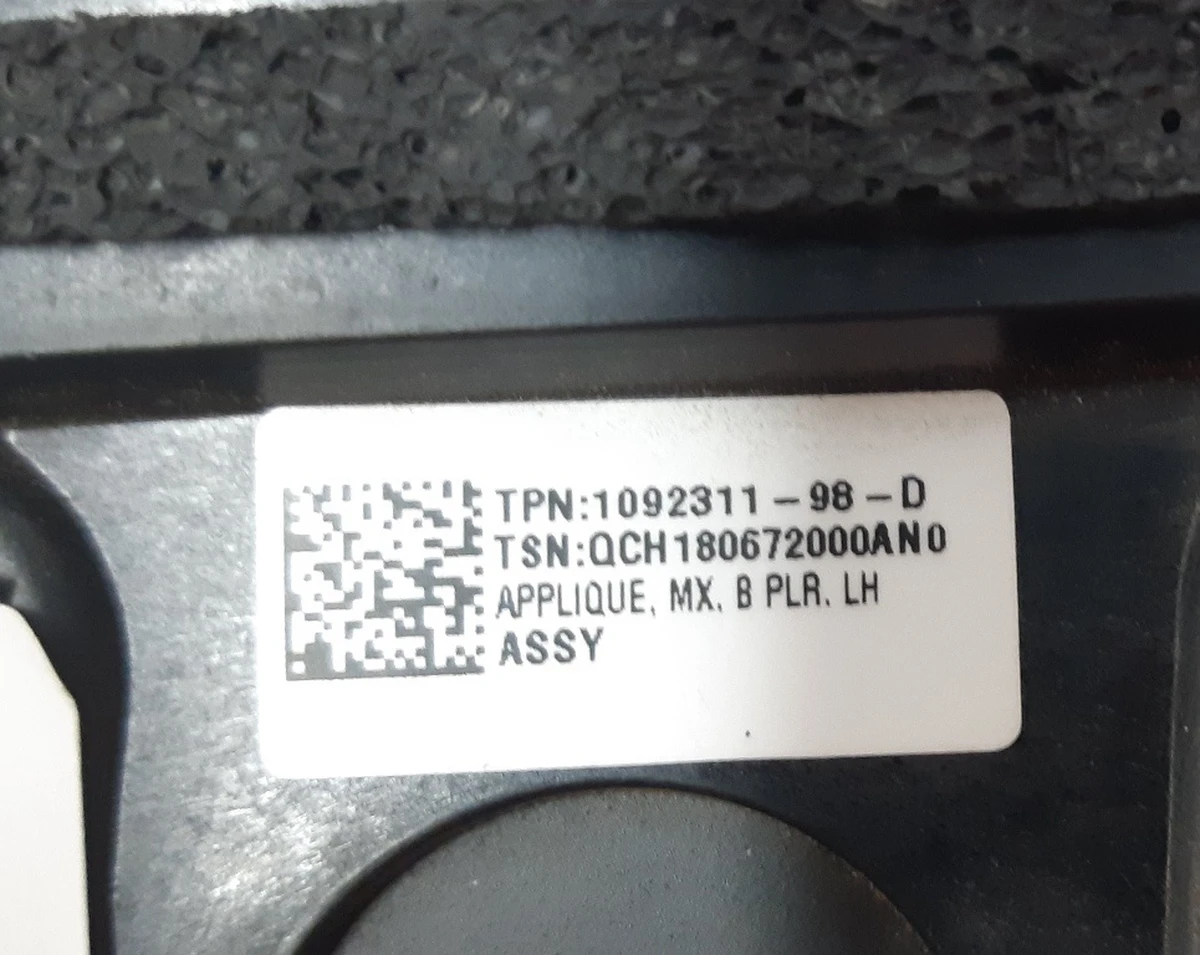 TPN:1092311-98-D
TSN:QCH180672000AN0
APPLIQUE, MX, B PLR, LH
ASSY